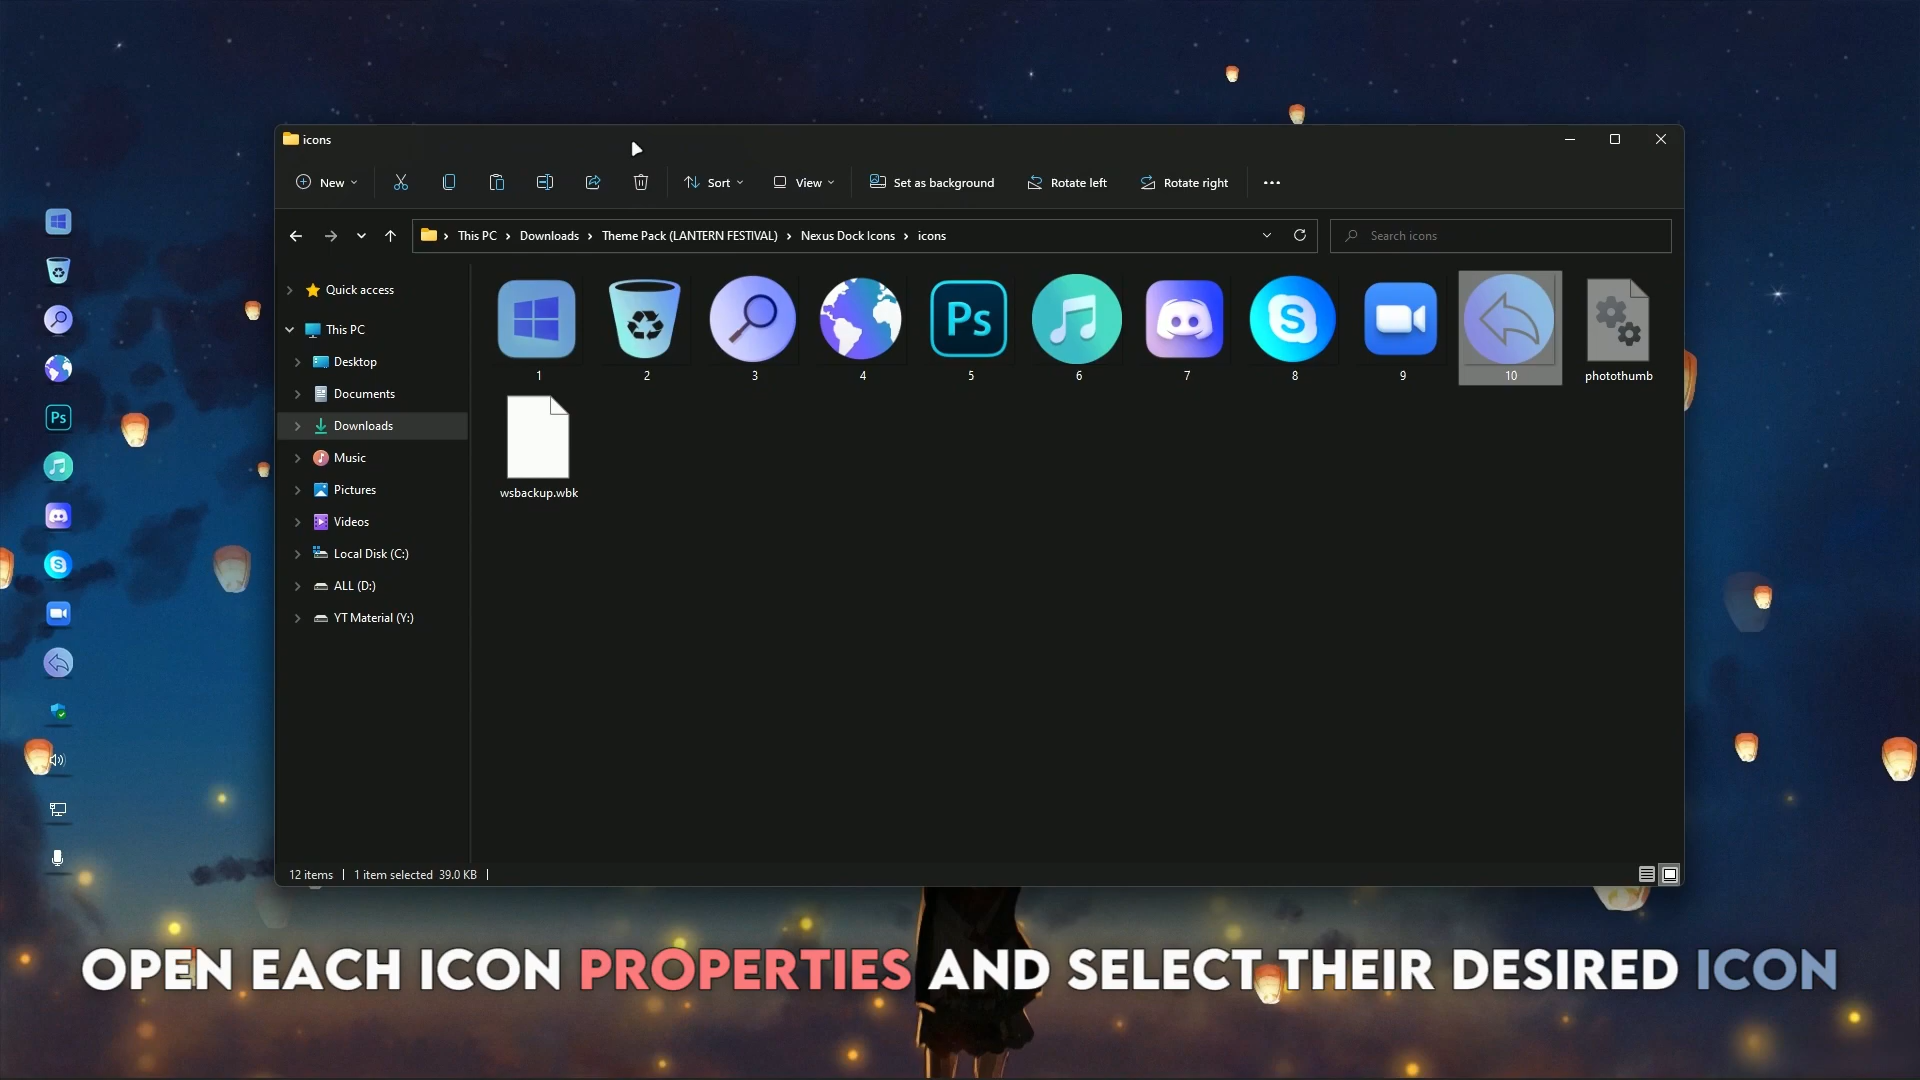 icons
New
Sort
View
Set as background
Rotate left
Rotate right
This PC
Downloads
Theme Pack (LANTERN FESTIVAL)
Nexus Dock Icons
icons
Search icons
Quick access
This PC
Desktop
Documents
Downloads
Music
Pictures
Videos
Local Disk (C:)
ALL (D:)
YT Material (Y:)
Ps
Ps
S
S
1
2
3
4
5
6
7
8
9
10
photothumb
wsbackup.wbk
12 items
1 item selected 39.0 KB
OPEN EACH ICON PROPERTIES AND SELECT THEIR DESIRED ICON